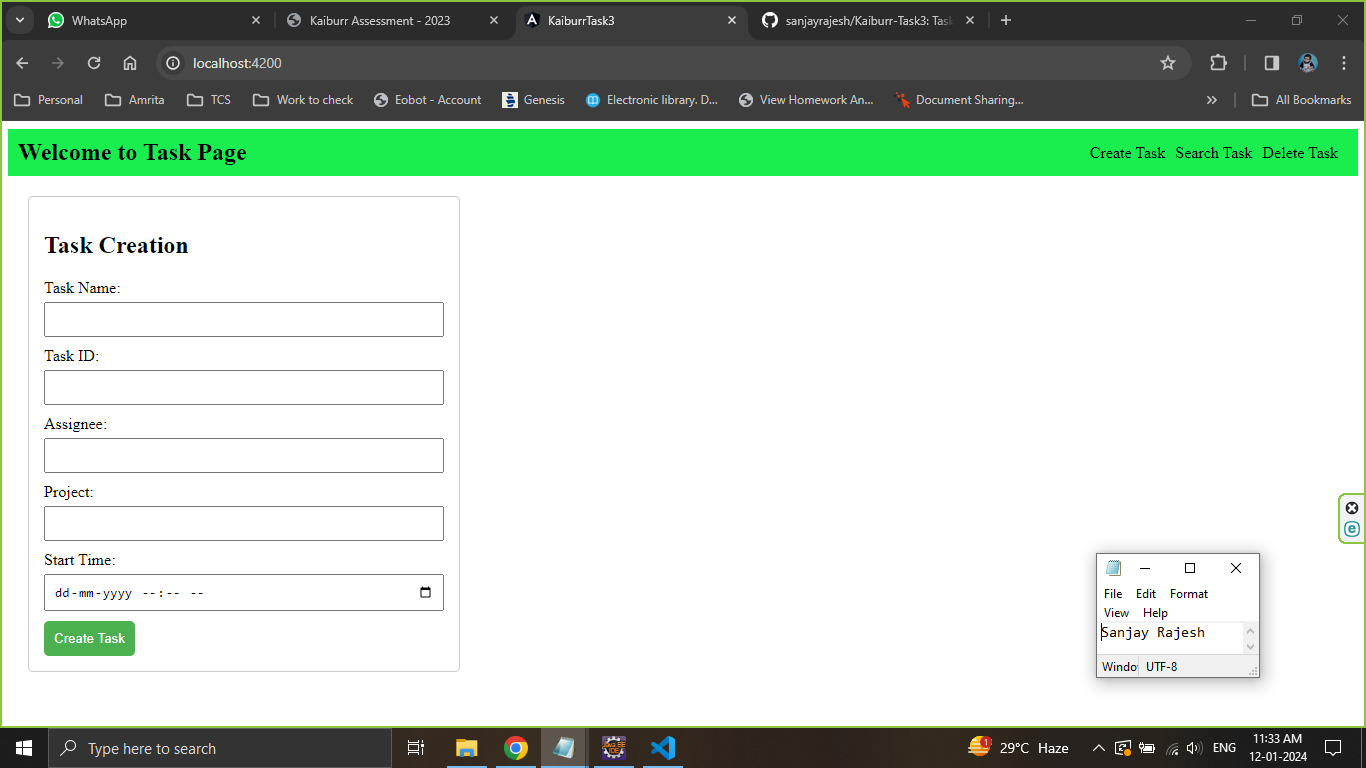 WhatsApp
Kaiburr Assessment - 2023
KaiburrTask3
sanjayrajesh/Kaiburr-Task3: Task
localhost:4200
Personal
Amrita
TCS
Work to check
Eobot - Account
Genesis
Electronic library. D...
View Homework An...
Document Sharing...
»
All Bookmarks
Welcome to Task Page
Create Task Search Task Delete Task
Task Creation
Task Name:
Task ID:
Assignee:
Project:
Start Time:
dd-mm-yyyy --:-- --
Create Task
File Edit Format
View Help
Sanjay Rajesh
Windo UTF-8
Type here to search
1
29°C Haze
ENG
11:33 AM
12-01-2024